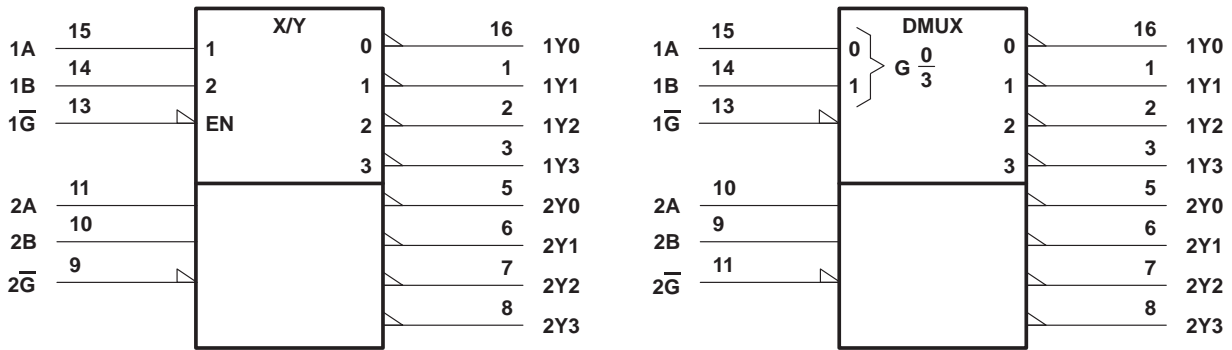 X/Y
15 16
1A 1 0 1Y0
14 1
1B 2 1 1Y1
13 2
1G̅ EN 2 1Y2
3
3 1Y3
11 5
2A 2Y0
10 6
2B 2Y1
9 7
2G̅ 2Y2
8
2Y3
DMUX
15 16
1A 0 0 1Y0
G 0/3
14 1
1B 1 1 1Y1
13 2
1G̅ 2 1Y2
3
3 1Y3
10 5
2A 2Y0
9 6
2B 2Y1
11 7
2G̅ 2Y2
8
2Y3